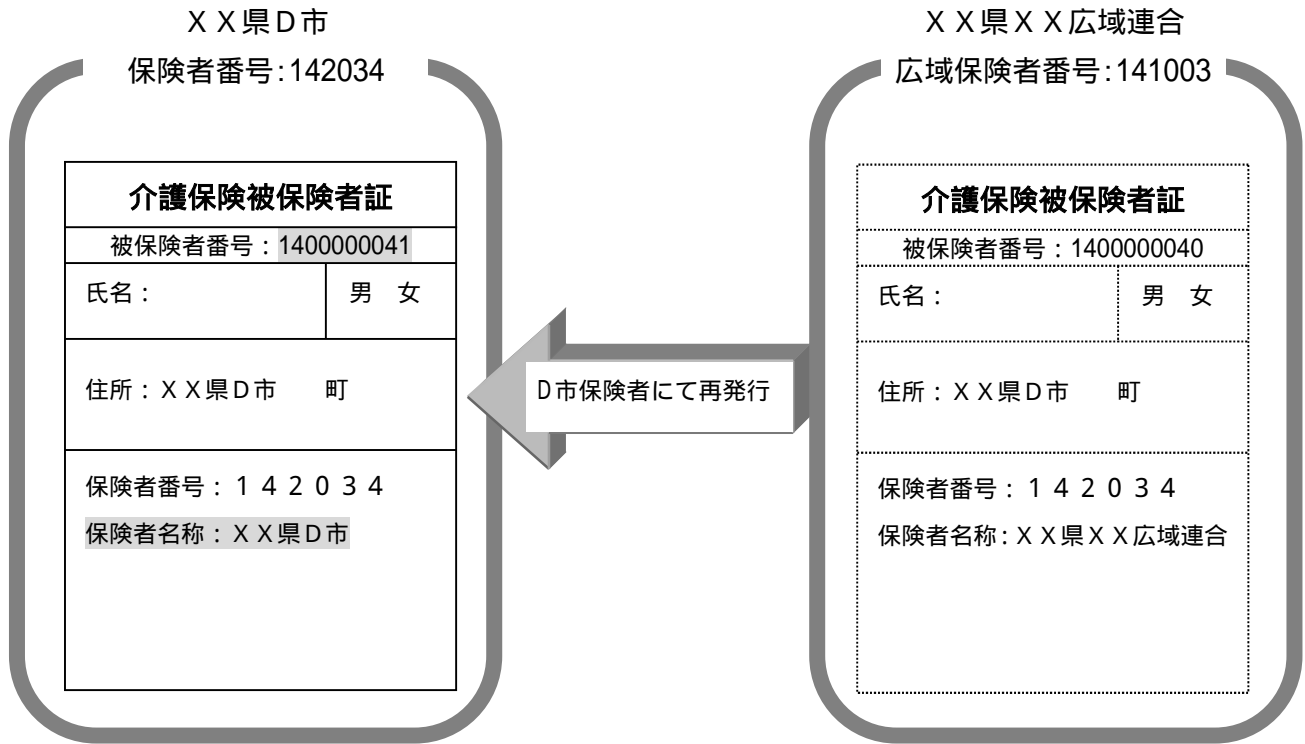 ＸＸ県Ｄ市
保険者番号:142034
介護保険被保険者証
被保険者番号：1400000041
氏名：
男　女
住所：ＸＸ県Ｄ市　　町
保険者番号：１４２０３４
保険者名称：ＸＸ県Ｄ市
Ｄ市保険者にて再発行
ＸＸ県ＸＸ広域連合
広域保険者番号:141003
介護保険被保険者証
被保険者番号：1400000040
氏名：
男　女
住所：ＸＸ県Ｄ市　　町
保険者番号：１４２０３４
保険者名称：ＸＸ県ＸＸ広域連合